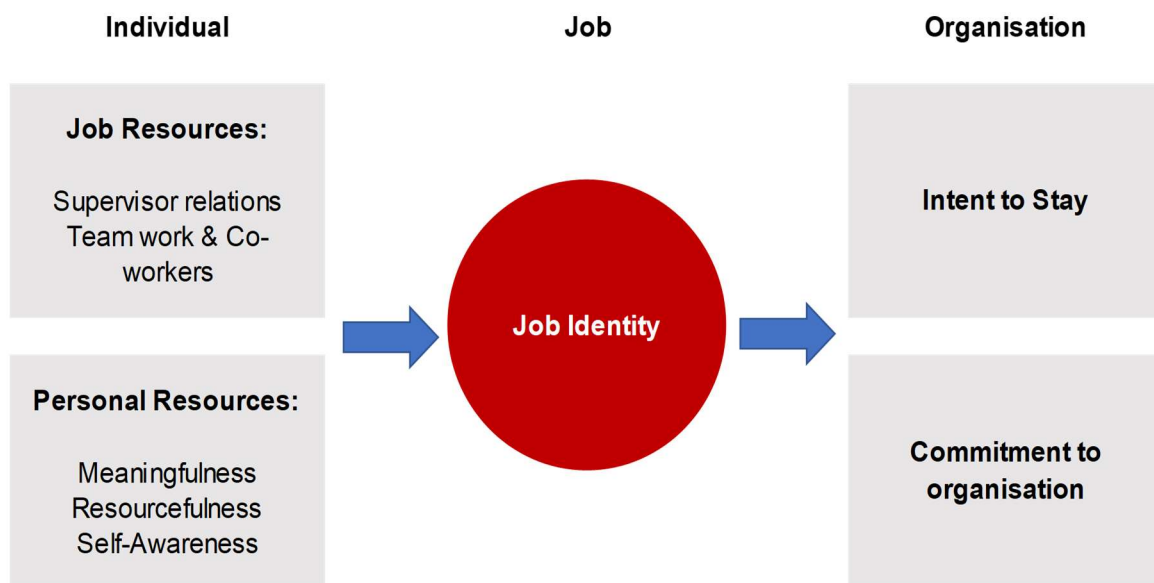 Individual
Job
Organisation
Job Resources:
Supervisor relations
Team work & Co-
workers
Personal Resources:
Meaningfulness
Resourcefulness
Self-Awareness
Job Identity
Intent to Stay
Commitment to
organisation